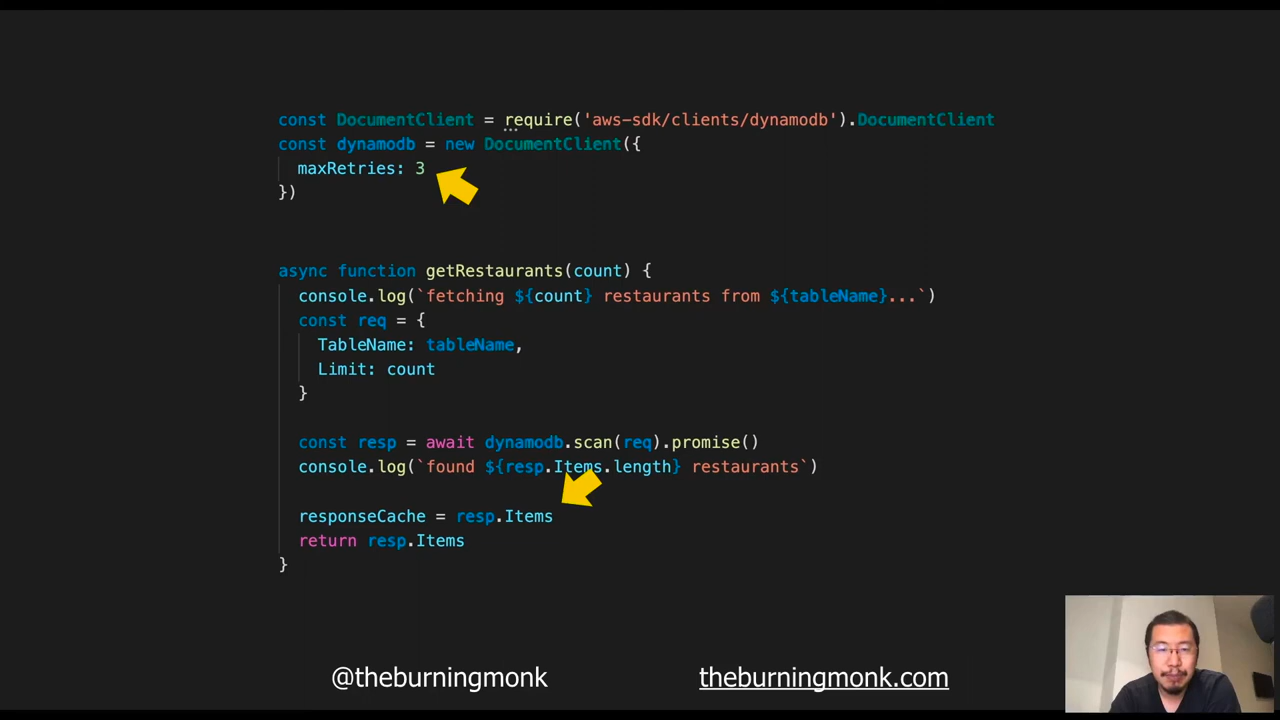 const DocumentClient = require('aws-sdk/clients/dynamodb').DocumentClient
const dynamodb = new DocumentClient({
  maxRetries: 3
})
async function getRestaurants(count) {
  console.log(`fetching ${count} restaurants from ${tableName}...`)
  const req = {
    TableName: tableName,
    Limit: count
  }
  const resp = await dynamodb.scan(req).promise()
  console.log(`found ${resp.Items.length} restaurants`)
  responseCache = resp.Items
  return resp.Items
}
@theburningmonk
theburningmonk.com